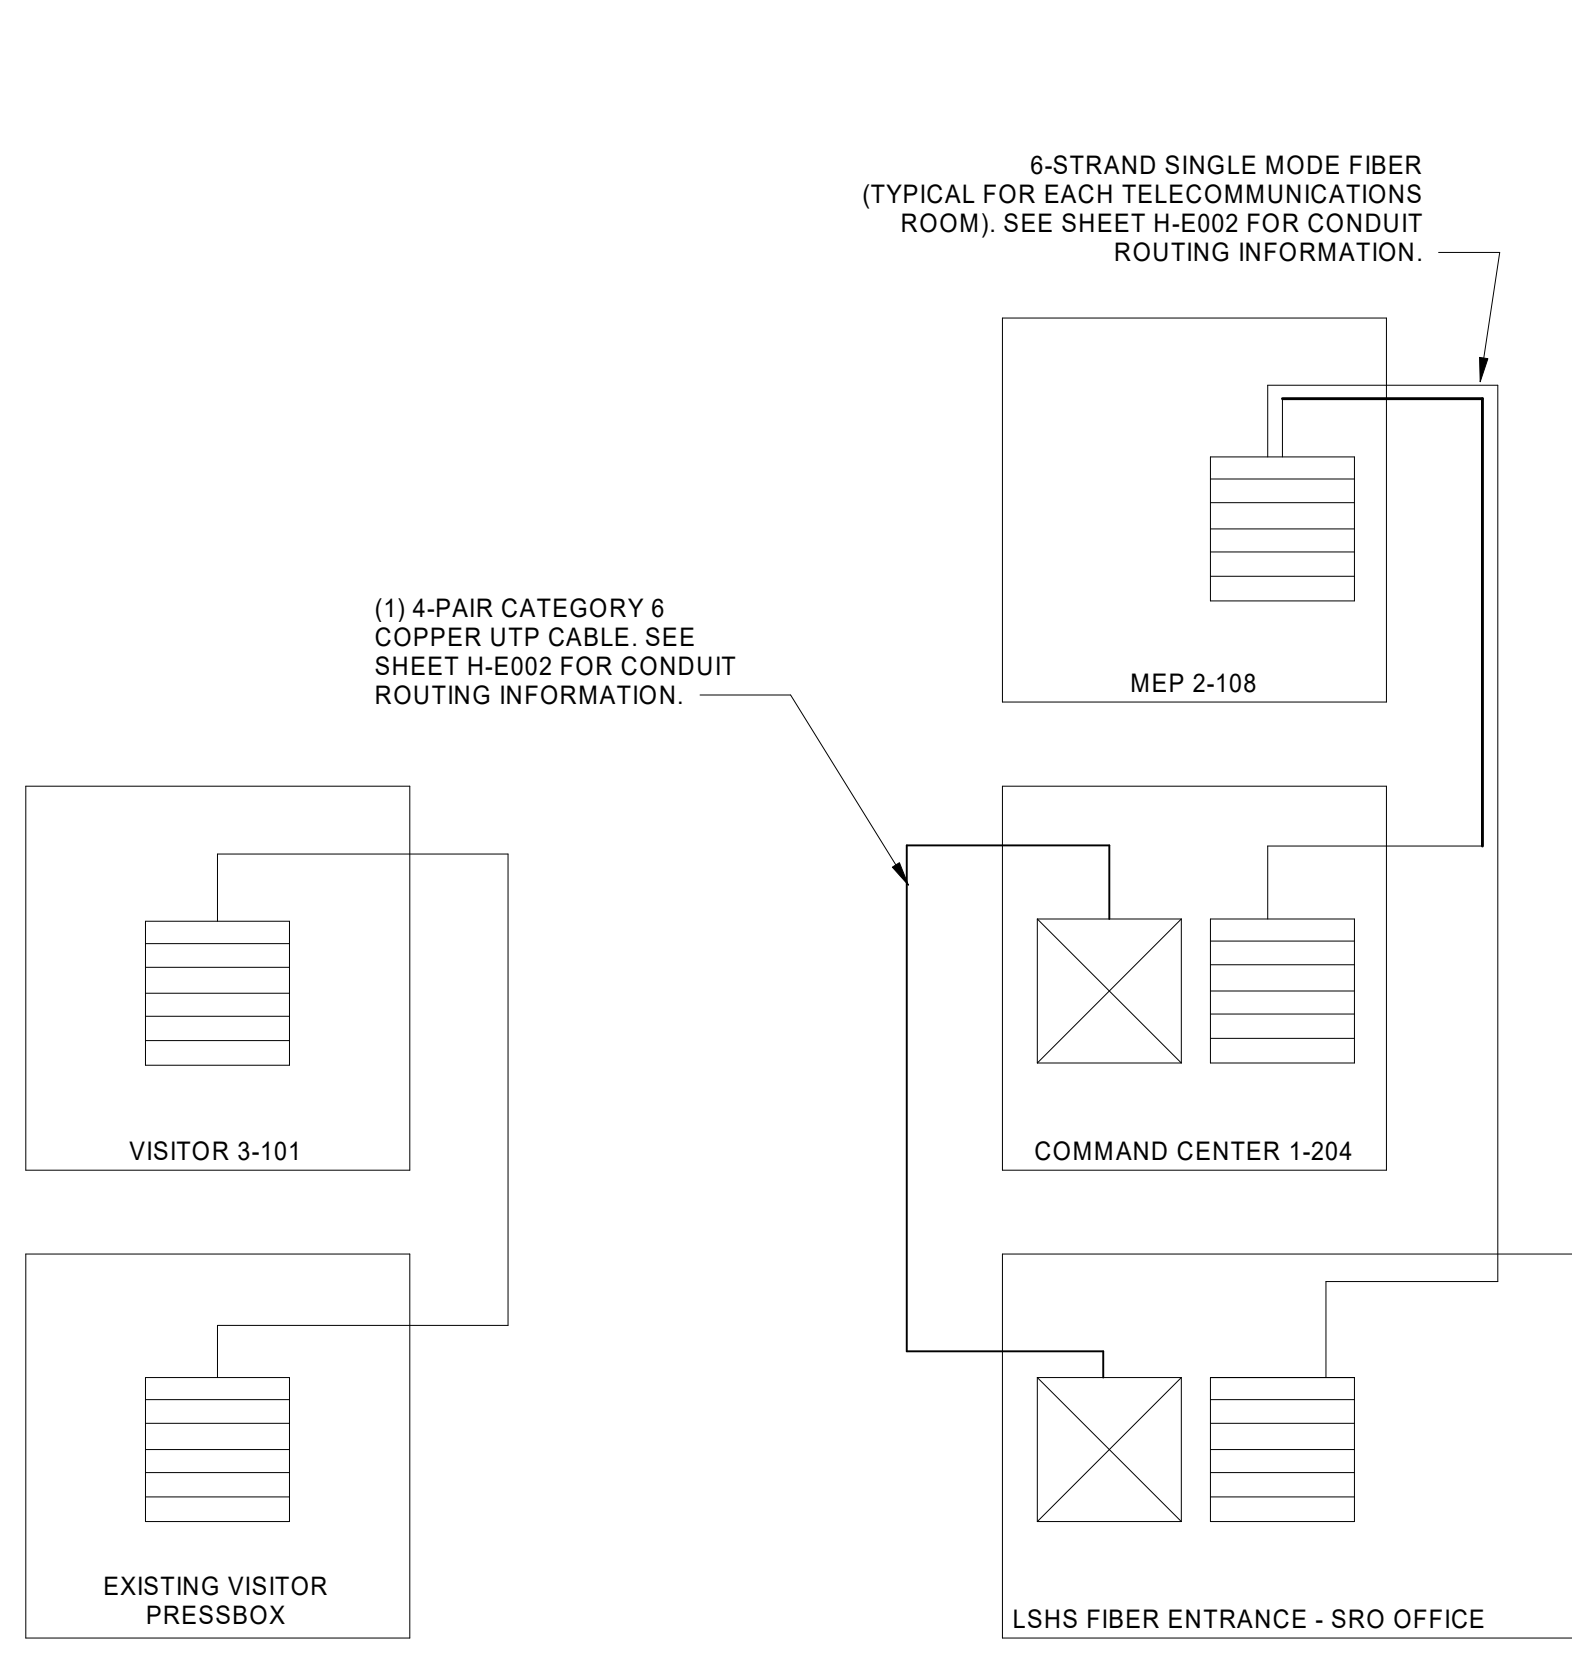 6-STRAND SINGLE MODE FIBER
(TYPICAL FOR EACH TELECOMMUNICATIONS
ROOM). SEE SHEET H-E002 FOR CONDUIT
ROUTING INFORMATION.
(1) 4-PAIR CATEGORY 6
COPPER UTP CABLE. SEE
SHEET H-E002 FOR CONDUIT
ROUTING INFORMATION.
MEP 2-108
VISITOR 3-101
COMMAND CENTER 1-204
EXISTING VISITOR
PRESSBOX
LSHS FIBER ENTRANCE - SRO OFFICE